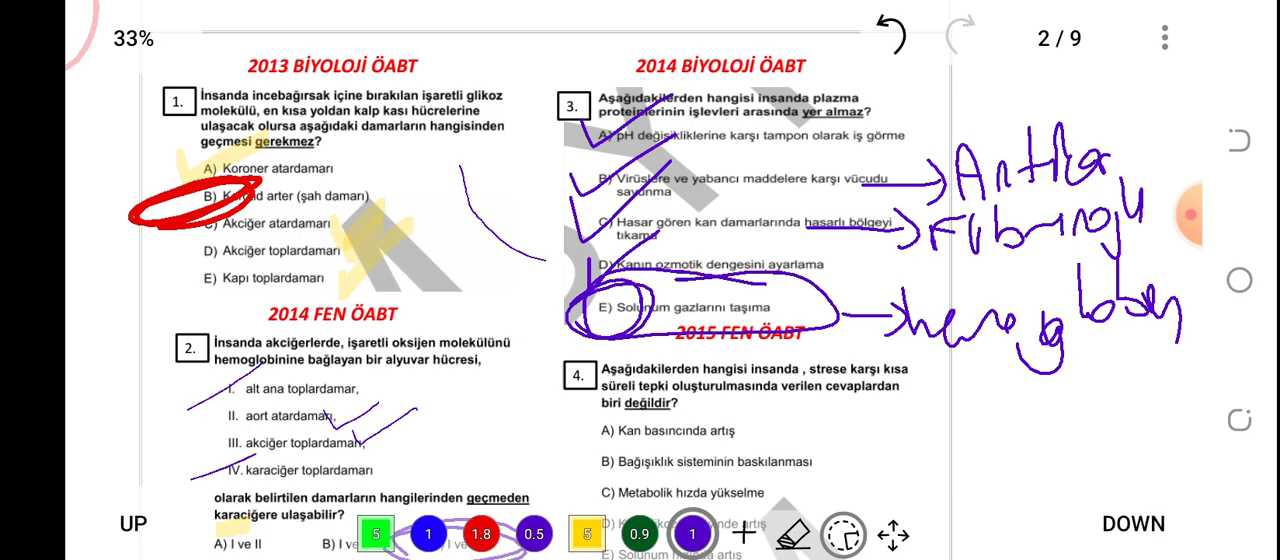 33%
2 / 9
2013 BİYOLOJİ ÖABT
1.
İnsanda incebağırsak içine bırakılan işaretli glikoz
molekülü, en kısa yoldan kalp kası hücrelerine
ulaşacak olursa aşağıdaki damarların hangisinden
geçmesi gerekmez?
A) Koroner atardamarı
B) Karotid arter (şah damarı)
C) Akciğer atardamarı
D) Akciğer toplardamarı
E) Kapı toplardamarı
2014 FEN ÖABT
2.
İnsanda akciğerlerde, işaretli oksijen molekülünü
hemoglobinine bağlayan bir alyuvar hücresi,
I. alt ana toplardamar,
II. aort atardamarı,
III. akciğer toplardamarı,
IV. karaciğer toplardamarı
olarak belirtilen damarların hangilerinden geçmeden
karaciğere ulaşabilir?
A) I ve II
2014 BİYOLOJİ ÖABT
3.
Aşağıdakilerden hangisi insanda plazma
proteinlerinin işlevleri arasında yer almaz?
A) pH değişikliklerine karşı tampon olarak iş görme
B) Virüslere ve yabancı maddelere karşı vücudu
savunma
C) Hasar gören kan damarlarında hasarlı bölgeyi
tıkama
D) Kanın ozmotik dengesini ayarlama
E) Solunum gazlarını taşıma
2015 FEN ÖABT
4.
Aşağıdakilerden hangisi insanda , strese karşı kısa
süreli tepki oluşturulmasında verilen cevaplardan
biri değildir?
A) Kan basıncında artış
B) Bağışıklık sisteminin baskılanması
C) Metabolik hızda yükselme
artış
E) Solunum hızında artış
UP
5
1
1.8
0.5
5
0.9
1
DOWN